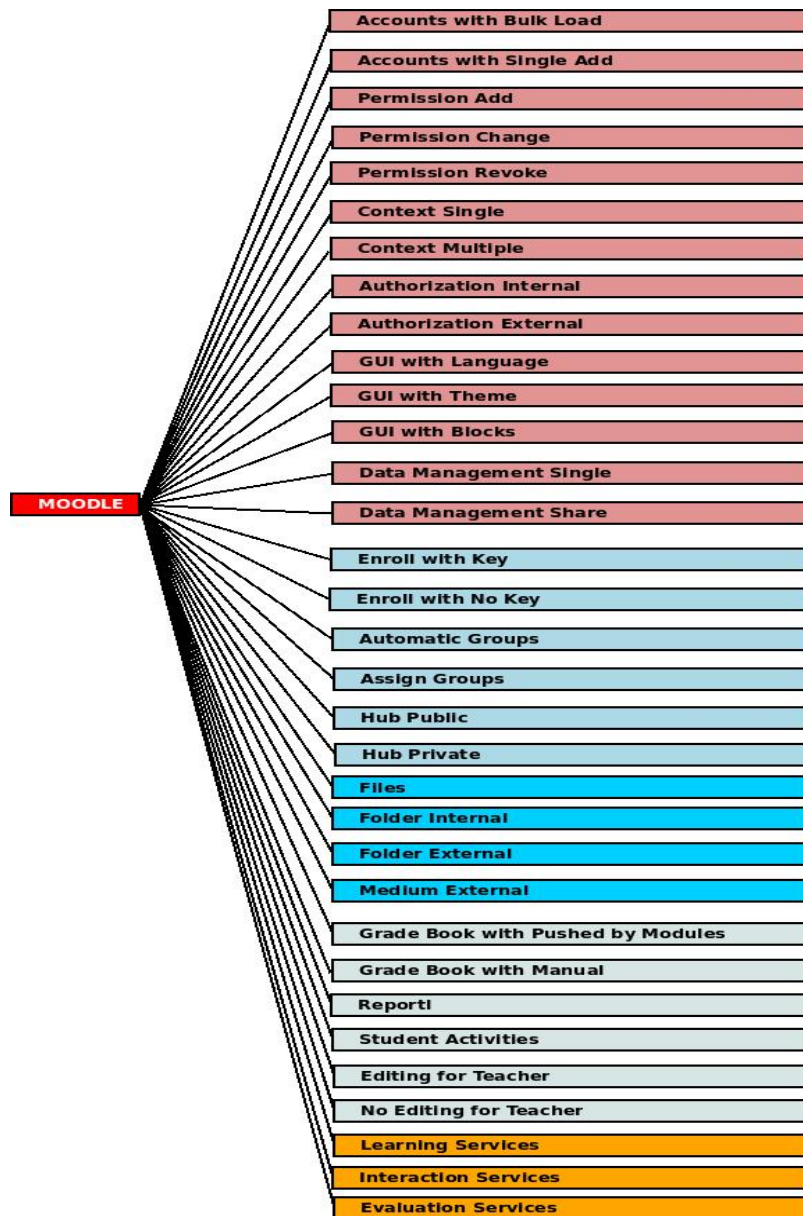 Accounts with Bulk Load
Accounts with Single Add
Permission Add
Permission Change
Permission Revoke
Context Single
Context Multiple
Authorization Internal
Authorization External
GUI with Language
GUI with Theme
GUI with Blocks
Data Management Single
MOODLE
Data Management Share
Enroll with Key
Enroll with No Key
Automatic Groups
Assign Groups
Hub Public
Hub Private
Files
Folder Internal
Folder External
Medium External
Grade Book with Pushed by Modules
Grade Book with Manual
Reporti
Student Activities
Editing for Teacher
No Editing for Teacher
Learning Services
Interaction Services
Evaluation Services